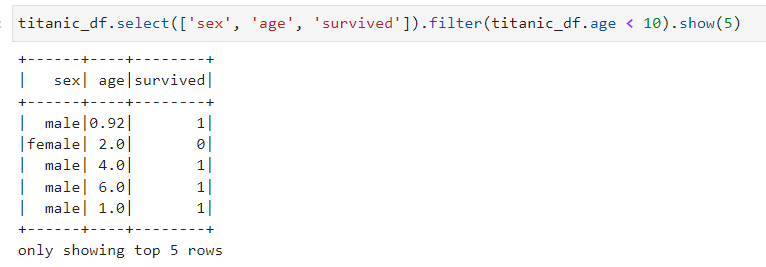 : titanic_df.select(['sex', 'age', 'survived']).filter(titanic_df.age < 10).show(5)
+------+----+--------+
|   sex| age|survived|
+------+----+--------+
|  male|0.92|       1|
|female| 2.0|       0|
|  male| 4.0|       1|
|  male| 6.0|       1|
|  male| 1.0|       1|
+------+----+--------+
only showing top 5 rows